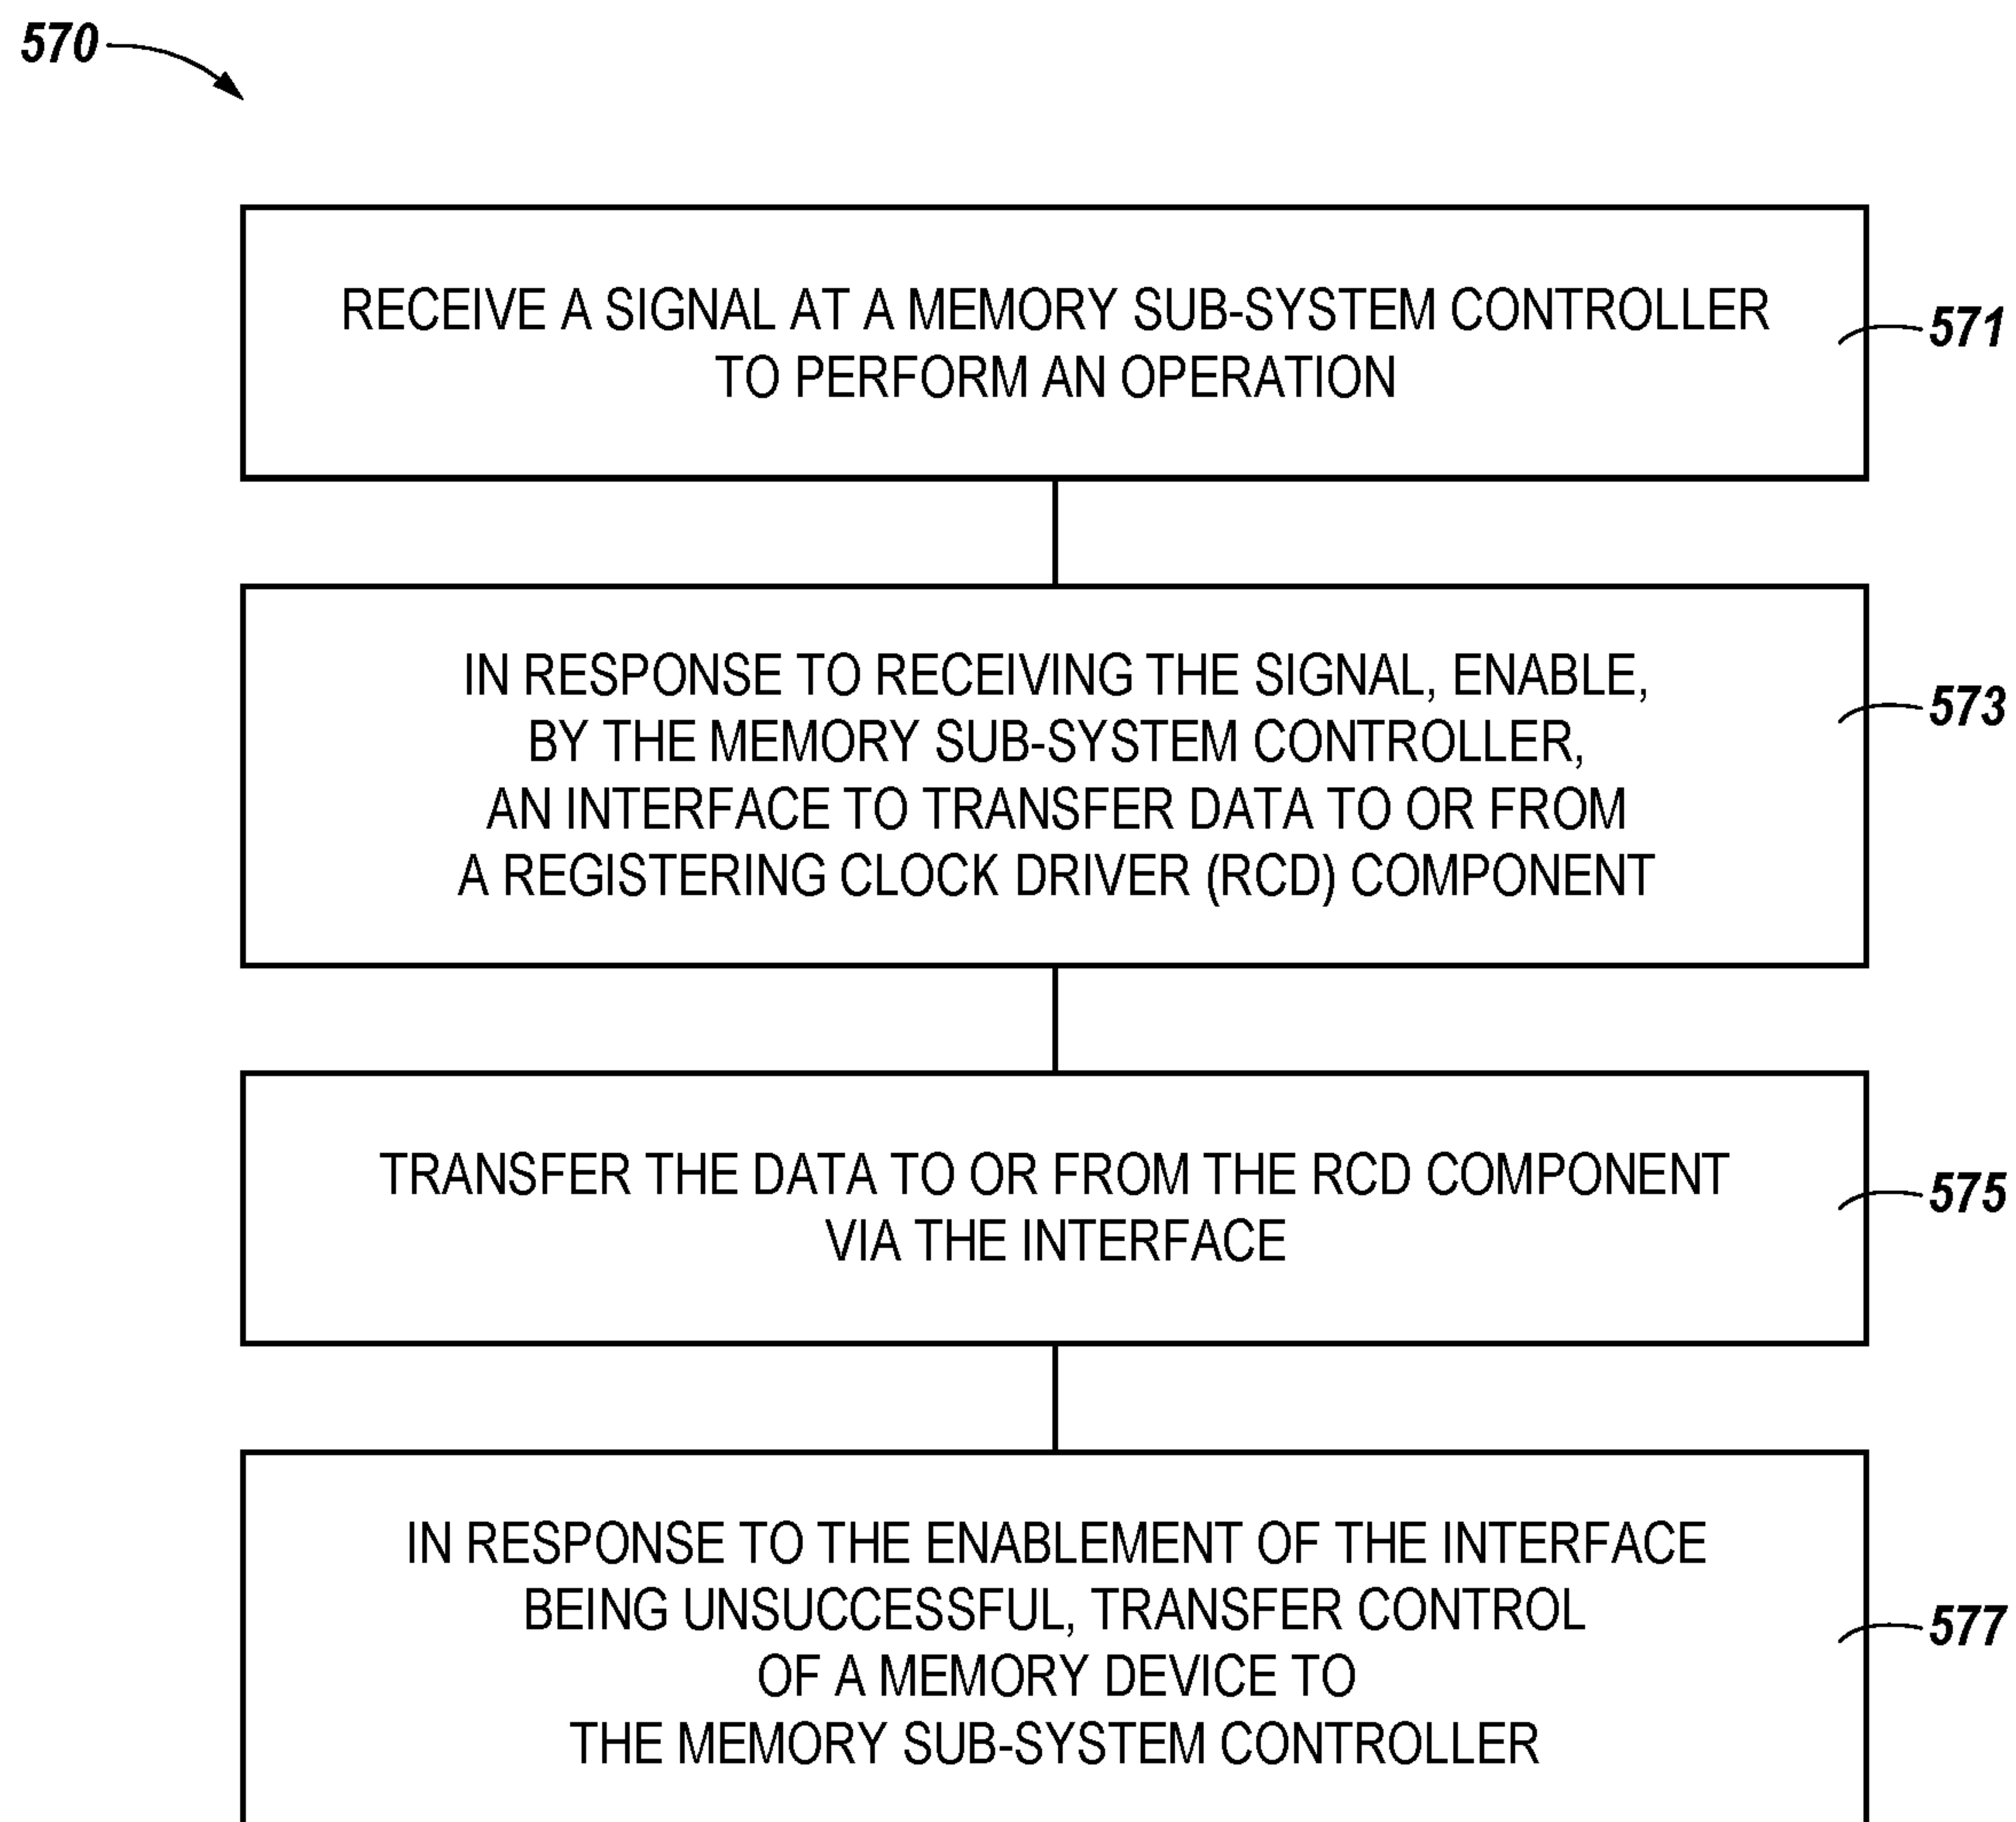 570
RECEIVE A SIGNAL AT A MEMORY SUB-SYSTEM CONTROLLER
TO PERFORM AN OPERATION
571
IN RESPONSE TO RECEIVING THE SIGNAL, ENABLE,
BY THE MEMORY SUB-SYSTEM CONTROLLER,
AN INTERFACE TO TRANSFER DATA TO OR FROM
A REGISTERING CLOCK DRIVER (RCD) COMPONENT
573
TRANSFER THE DATA TO OR FROM THE RCD COMPONENT
VIA THE INTERFACE
575
IN RESPONSE TO THE ENABLEMENT OF THE INTERFACE
BEING UNSUCCESSFUL, TRANSFER CONTROL
OF A MEMORY DEVICE TO
THE MEMORY SUB-SYSTEM CONTROLLER
577